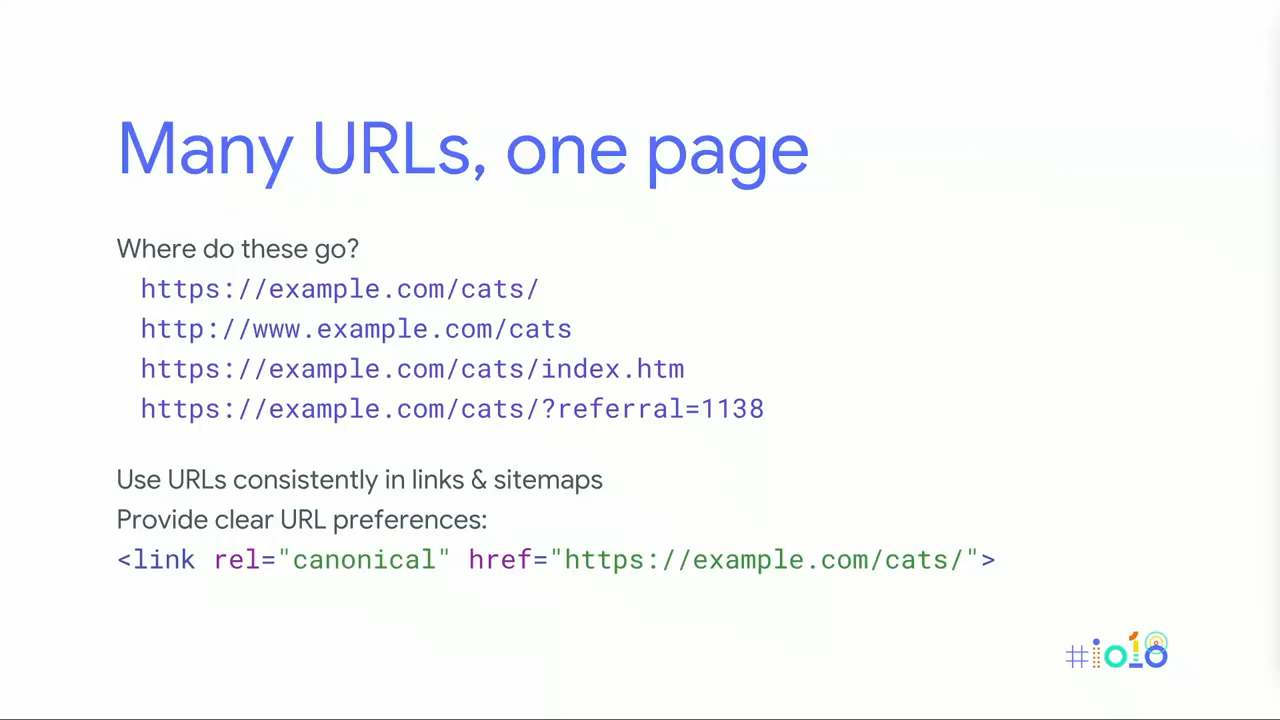 Many URLs, one page
Where do these go?
https://example.com/cats/
http://www.example.com/cats
https://example.com/cats/index.htm
https://example.com/cats/?referral=1138
Use URLs consistently in links & sitemaps
Provide clear URL preferences:
<link rel="canonical" href="https://example.com/cats/">
#io18